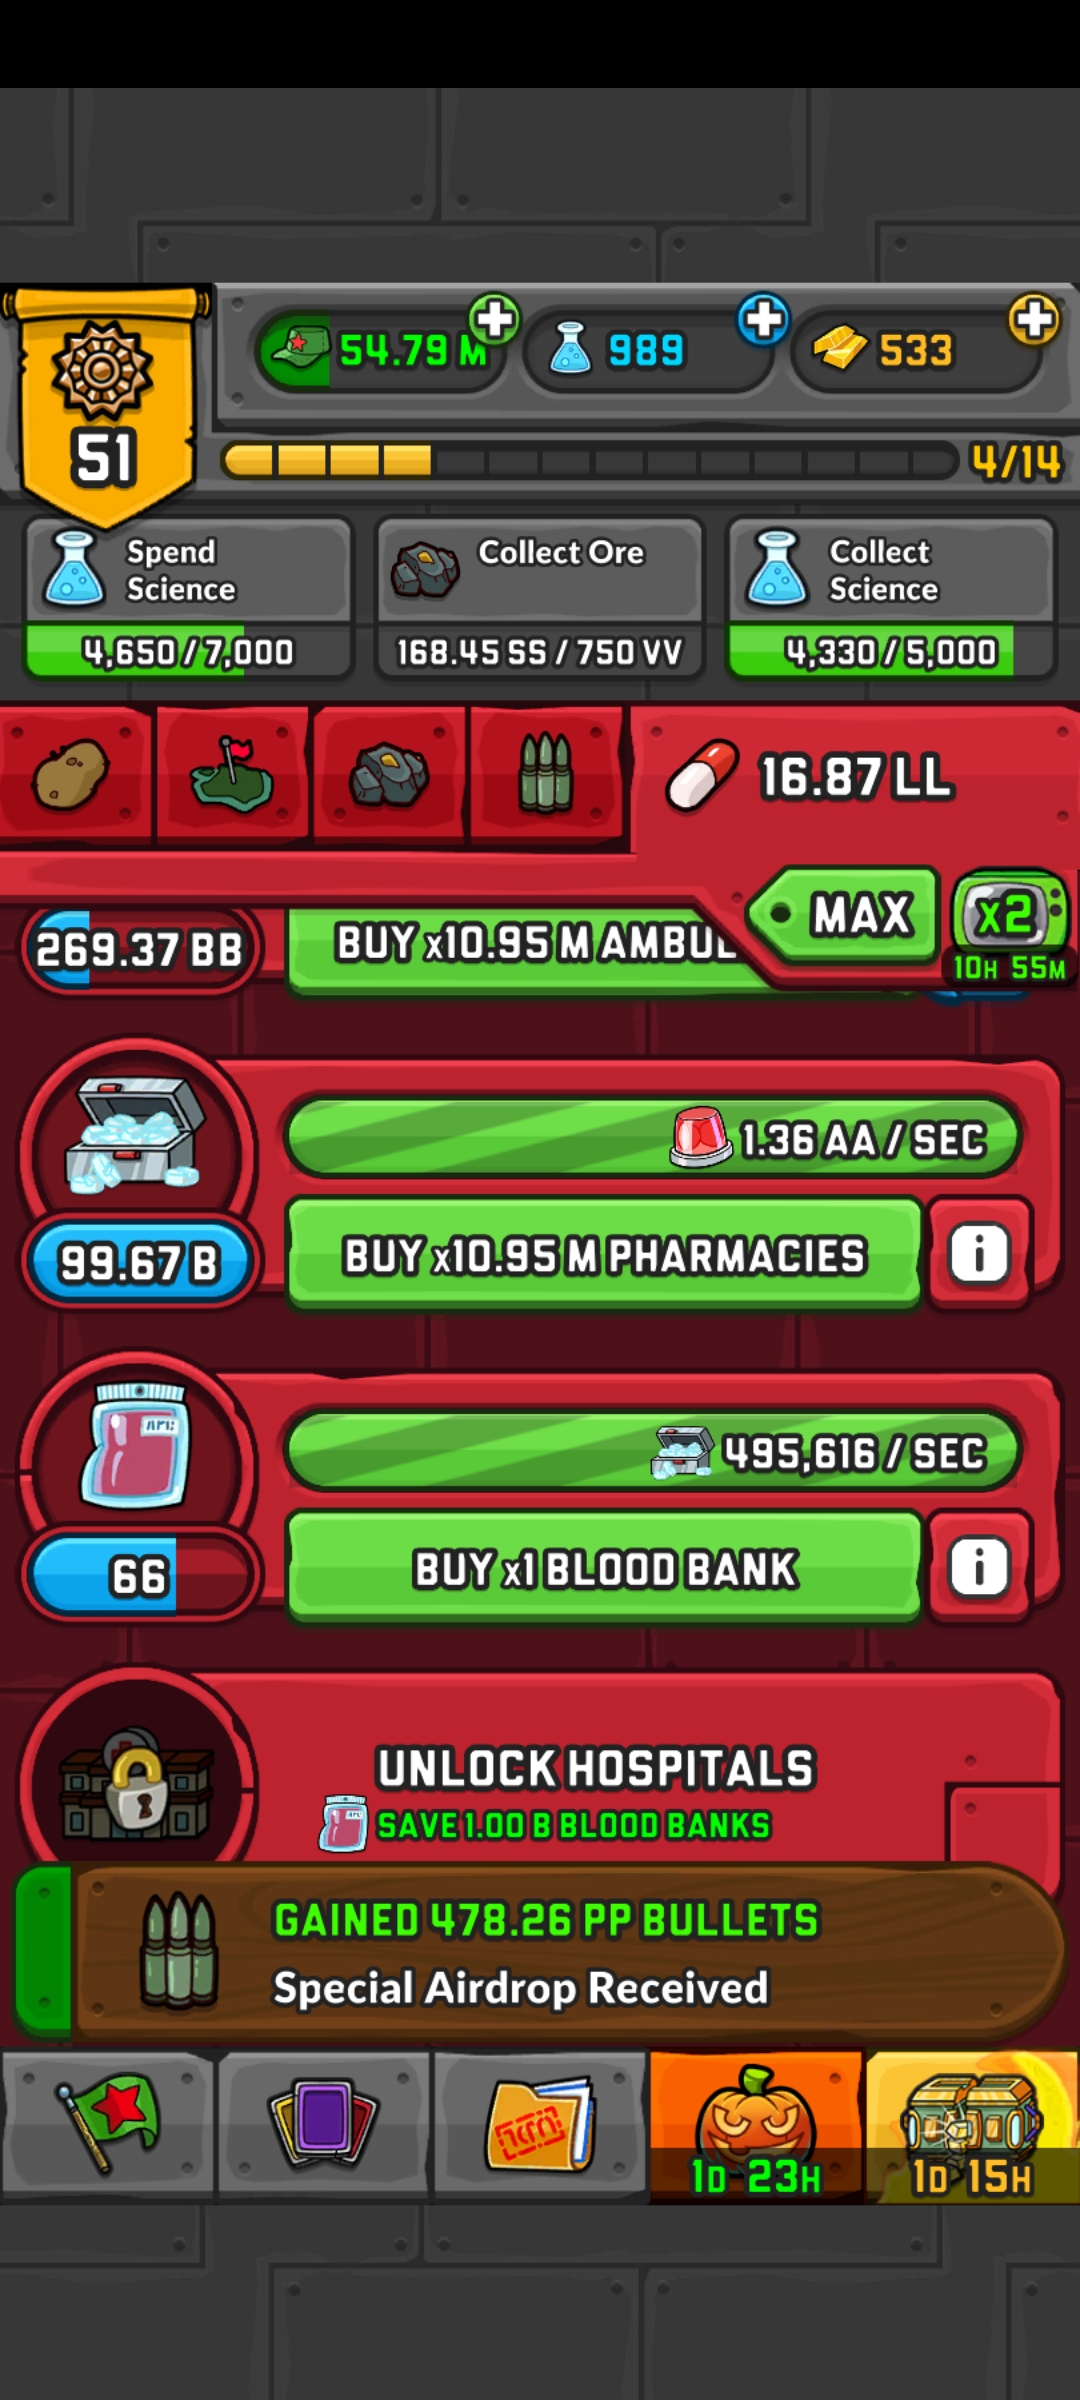 54.79 M
989
533
51
4/14
Spend
Science
4,650/7,000
Collect Ore
168.45 SS/750 VV
Collect
Science
4,330/5,000
16.87 LL
MAX
x2
10H 55M
269.37 BB
BUY x10.95 M AMBUL
1.36 AA/SEC
99.67 B
BUY x10.95 M PHARMACIES
i
495,616/SEC
66
BUY x1 BLOOD BANK
i
UNLOCK HOSPITALS
SAVE 1.00 B BLOOD BANKS
GAINED 478.26 PP BULLETS
Special Airdrop Received
1D 23H
1D 15H